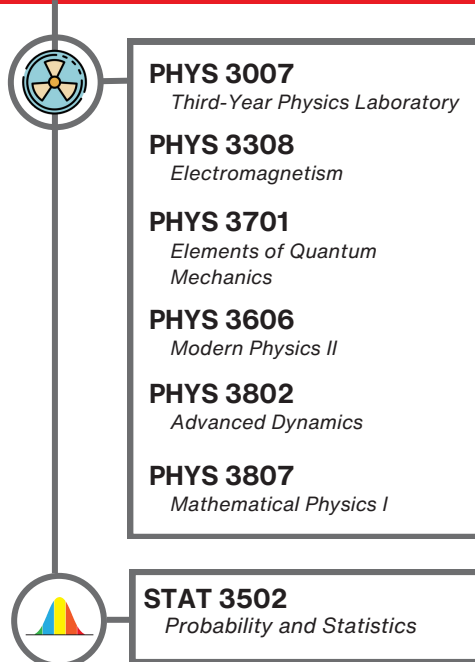 PHYS 3007
Third-Year Physics Laboratory
PHYS 3308
Electromagnetism
PHYS 3701
Elements of Quantum
Mechanics
PHYS 3606
Modern Physics II
PHYS 3802
Advanced Dynamics
PHYS 3807
Mathematical Physics I
STAT 3502
Probability and Statistics